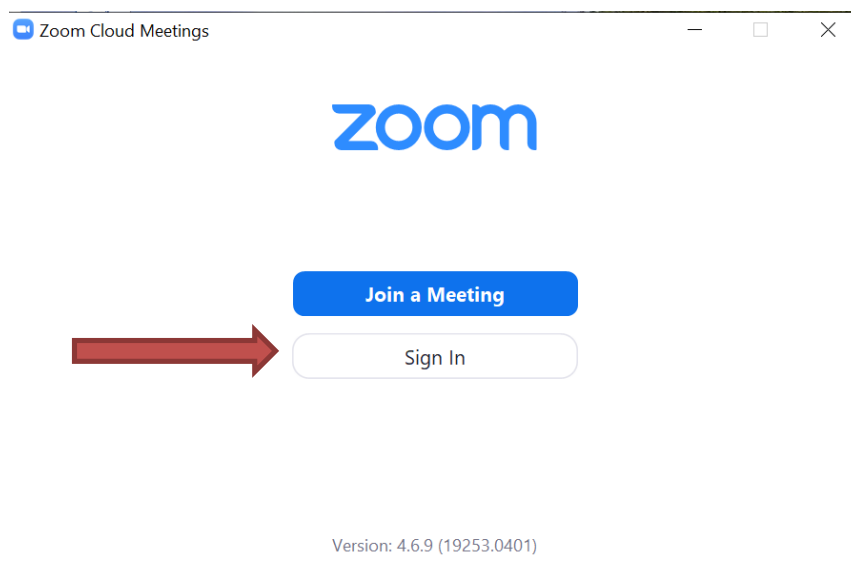 Zoom Cloud Meetings
zoom
Join a Meeting
Sign In
Version: 4.6.9 (19253.0401)